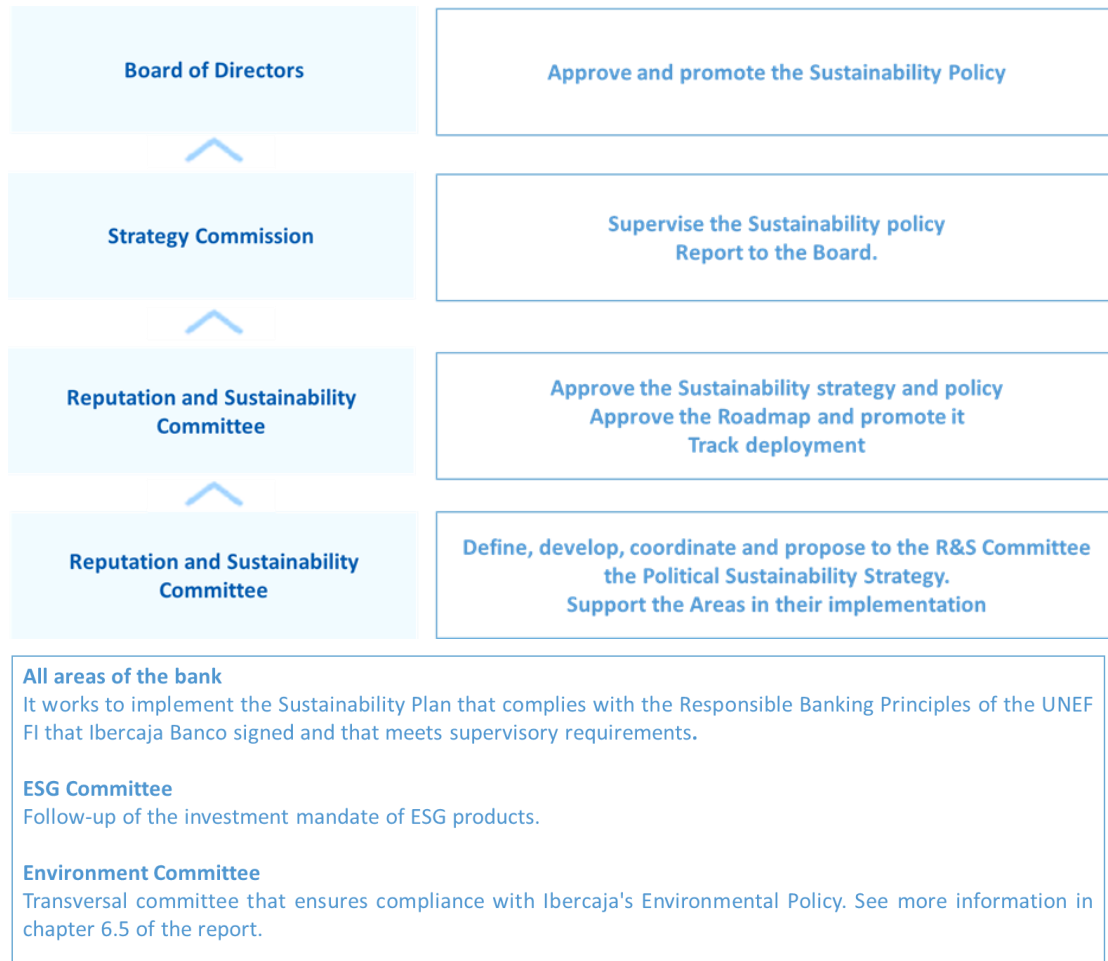 Board of Directors
Approve and promote the Sustainability Policy
Strategy Commission
Supervise the Sustainability policy
Report to the Board.
Reputation and Sustainability
Committee
Approve the Sustainability strategy and policy
Approve the Roadmap and promote it
Track deployment
Reputation and Sustainability
Committee
Define, develop, coordinate and propose to the R&S Committee
the Political Sustainability Strategy.
Support the Areas in their implementation
All areas of the bank
It works to implement the Sustainability Plan that complies with the Responsible Banking Principles of the UNEF
FI that Ibercaja Banco signed and that meets supervisory requirements.
ESG Committee
Follow-up of the investment mandate of ESG products.
Environment Committee
Transversal committee that ensures compliance with Ibercaja's Environmental Policy. See more information in
chapter 6.5 of the report.